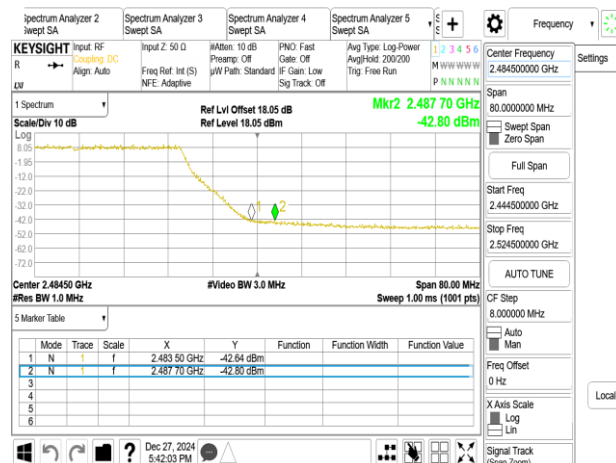 Spectrum Analyzer 2
Swept SA
Spectrum Analyzer 3
Swept SA
Spectrum Analyzer 4
Swept SA
Spectrum Analyzer 5
Swept SA
Frequency
KEYSIGHT
R
Input: RF
Coupling: DC
Align: Auto
Input Z: 50 Ω
Freq Ref: Int (S)
NFE: Adaptive
#Atten: 10 dB
Preamp: Off
µW Path: Standard
PNO: Fast
Gate: Off
IF Gain: Low
Sig Track: Off
Avg Type: Log-Power
Avg|Hold: 200/200
Trig: Free Run
1 2 3 4 5 6
M W W W W W W
P N N N N N
1 Spectrum
Scale/Div 10 dB
Ref Lvl Offset 18.05 dB
Ref Level 18.05 dBm
Mkr2 2.487 70 GHz
-42.80 dBm
Log
8.05
-1.95
-12.0
-22.0
-32.0
-42.0
-52.0
-62.0
-72.0
1
2
Center 2.48450 GHz
#Video BW 3.0 MHz
Span 80.00 MHz
#Res BW 1.0 MHz
Sweep 1.00 ms (1001 pts)
5 Marker Table
Mode Trace Scale X Y Function Function Width Function Value
1 N 1 f 2.483 50 GHz -42.64 dBm
2 N 1 f 2.487 70 GHz -42.80 dBm
3
4
5
6
Dec 27, 2024
5:42:03 PM
Center Frequency
2.484500000 GHz
Span
80.0000000 MHz
Swept Span
Zero Span
Full Span
Start Freq
2.444500000 GHz
Stop Freq
2.524500000 GHz
AUTO TUNE
CF Step
8.000000 MHz
Auto
Man
Freq Offset
0 Hz
X Axis Scale
Log
Lin
Signal Track
(Span Zoom)
Settings
Local